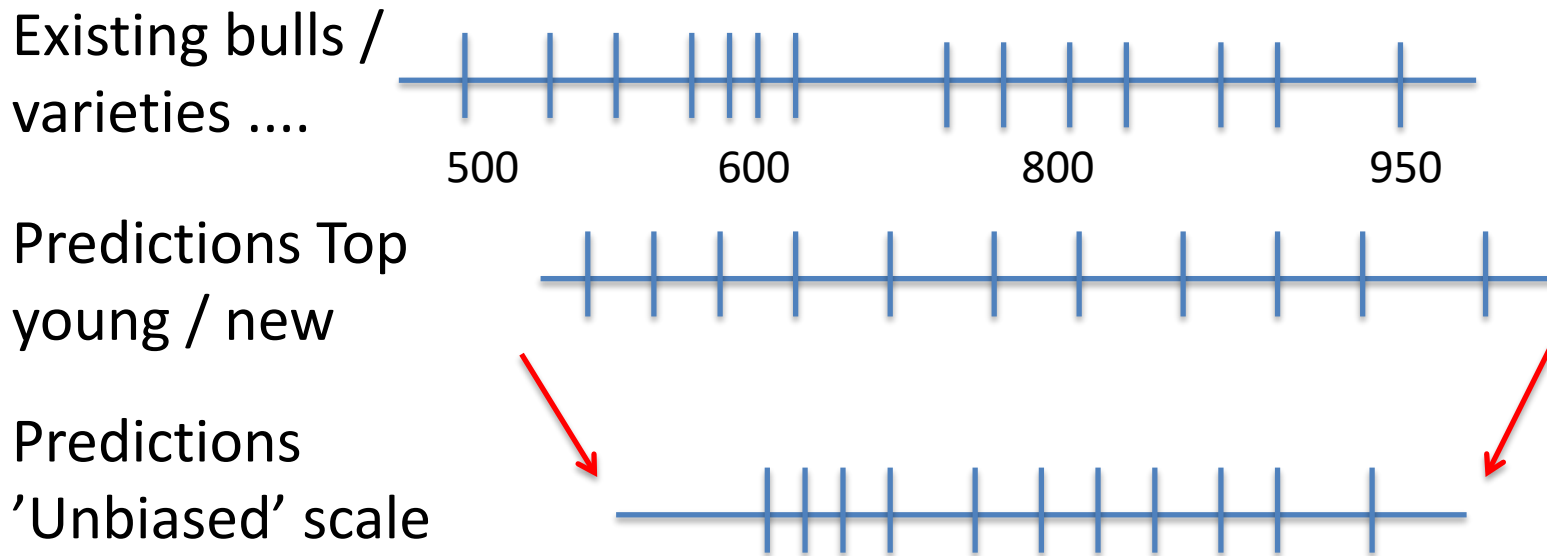 Existing bulls /
varieties ....
500 600 800 950
Predictions Top
young / new
Predictions
’Unbiased’ scale